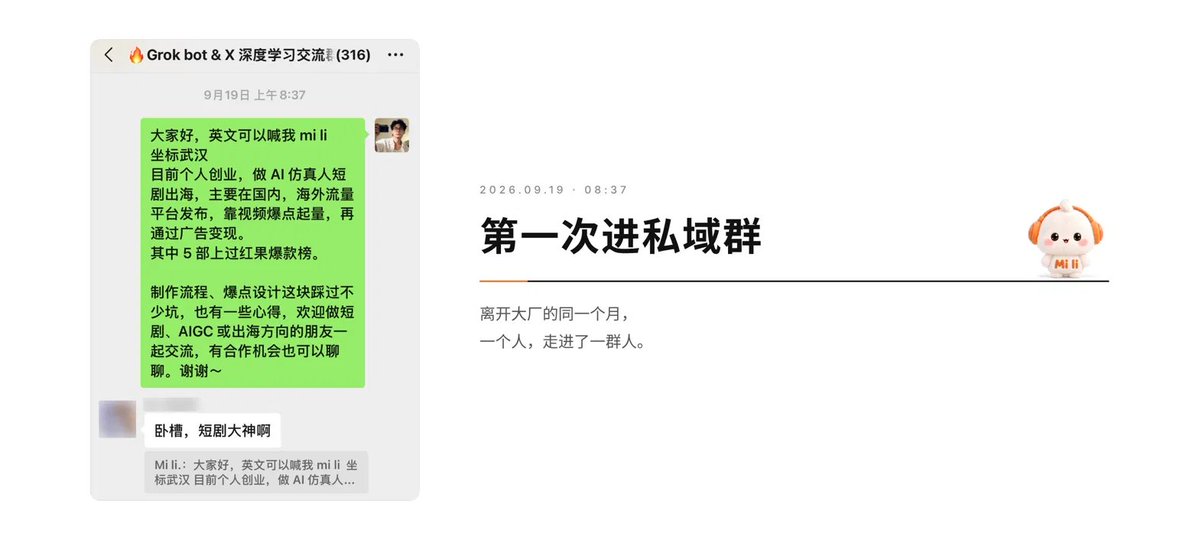 🔥Grok bot & X 深度学习交流群(316)
9月19日 上午 8:37
大家好，英文可以喊我 mi li
坐标武汉
目前个人创业，做 AI 仿真人短
剧出海，主要在国内，海外流量
平台发布，靠视频爆点起量，再
通过广告变现。
其中 5 部上过红果爆款榜。
制作流程、爆点设计这块踩过不
少坑，也有一些心得，欢迎做短
剧、AIGC 或出海方向的朋友一
起交流，有合作机会也可以聊
聊。谢谢～
卧槽，短剧大神啊
Mi li.：大家好，英文可以喊我 mi li 坐
标武汉 目前个人创业，做 AI 仿真人...
2026.09.19 · 08:37
第一次进私域群
Mi li
离开大厂的同一个月，
一个人，走进了一群人。